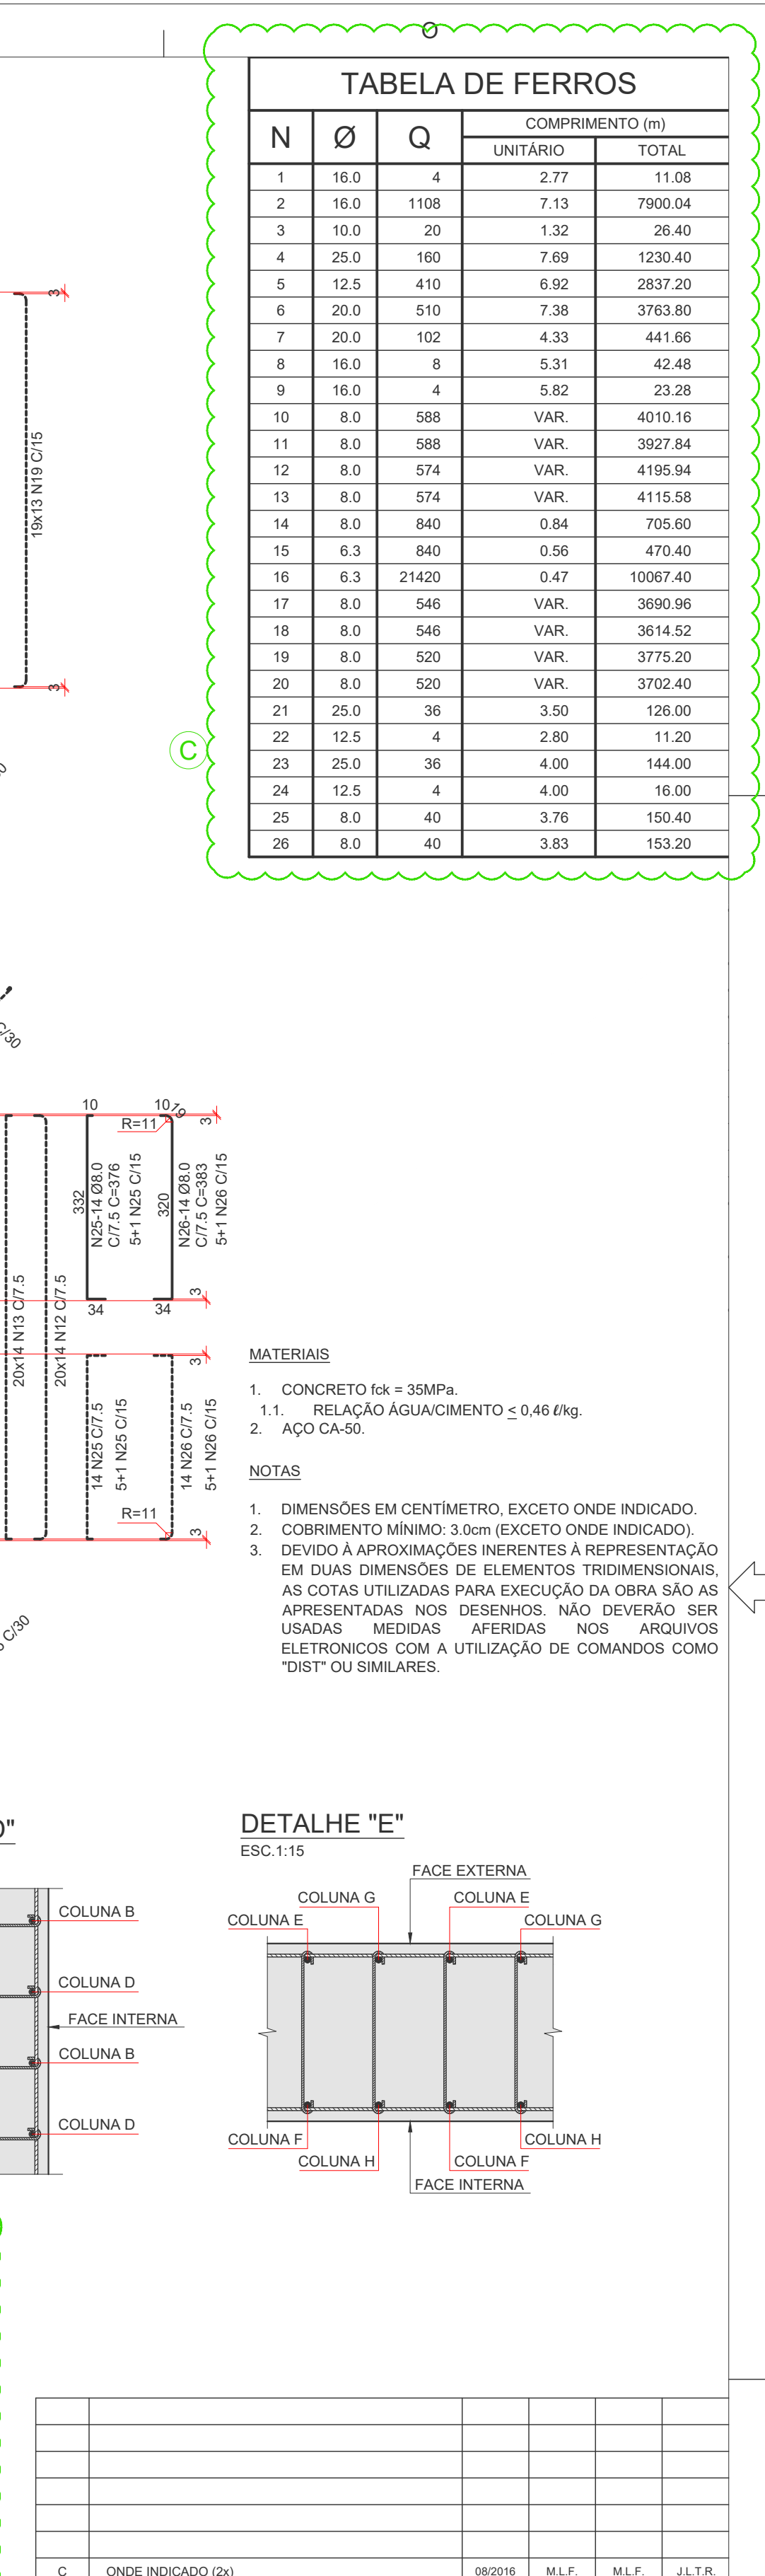 TABELA DE FERROS
N Ø Q COMPRIMENTO (m)
UNITÁRIO TOTAL
1 16.0 4 2.77 11.08
2 16.0 1108 7.13 7900.04
3 10.0 20 1.32 26.40
4 25.0 160 7.69 1230.40
5 12.5 410 6.92 2837.20
6 20.0 510 7.38 3763.80
7 20.0 102 4.33 441.66
8 16.0 8 5.31 42.48
9 16.0 4 5.82 23.28
10 8.0 588 VAR. 4010.16
11 8.0 588 VAR. 3927.84
12 8.0 574 VAR. 4195.94
13 8.0 574 VAR. 4115.58
14 8.0 840 0.84 705.60
15 6.3 840 0.56 470.40
16 6.3 21420 0.47 10067.40
17 8.0 546 VAR. 3690.96
18 8.0 546 VAR. 3614.52
19 8.0 520 VAR. 3775.20
20 8.0 520 VAR. 3702.40
21 25.0 36 3.50 126.00
22 12.5 4 2.80 11.20
23 25.0 36 4.00 144.00
24 12.5 4 4.00 16.00
25 8.0 40 3.76 150.40
26 8.0 40 3.83 153.20
C
3
19x13 N19 C/15
3
C/30
10
10
19
R=11
3
332
N25-14 Ø8.0
C/7.5 C=376
5+1 N25 C/15
320
N26-14 Ø8.0
C/7.5 C=383
5+1 N26 C/15
3
34
34
20x14 N13 C/7.5
20x14 N12 C/7.5
3
14 N25 C/7.5
5+1 N25 C/15
14 N26 C/7.5
5+1 N26 C/15
R=11
3
C/30
MATERIAIS
1. CONCRETO fck = 35MPa.
1.1. RELAÇÃO ÁGUA/CIMENTO ≤ 0,46 ℓ/kg.
2. AÇO CA-50.
NOTAS
1. DIMENSÕES EM CENTÍMETRO, EXCETO ONDE INDICADO.
2. COBRIMENTO MÍNIMO: 3.0cm (EXCETO ONDE INDICADO).
3. DEVIDO À APROXIMAÇÕES INERENTES À REPRESENTAÇÃO
EM DUAS DIMENSÕES DE ELEMENTOS TRIDIMENSIONAIS,
AS COTAS UTILIZADAS PARA EXECUÇÃO DA OBRA SÃO AS
APRESENTADAS NOS DESENHOS. NÃO DEVERÃO SER
USADAS MEDIDAS AFERIDAS NOS ARQUIVOS
ELETRONICOS COM A UTILIZAÇÃO DE COMANDOS COMO
"DIST" OU SIMILARES.
COLUNA B
COLUNA D
FACE INTERNA
COLUNA B
COLUNA D
DETALHE "E"
ESC.1:15
FACE EXTERNA
COLUNA G COLUNA E
COLUNA E COLUNA G
COLUNA F COLUNA H
COLUNA H COLUNA F
FACE INTERNA
C ONDE INDICADO (2x) 08/2016 M.L.F. M.L.F. J.L.T.R.